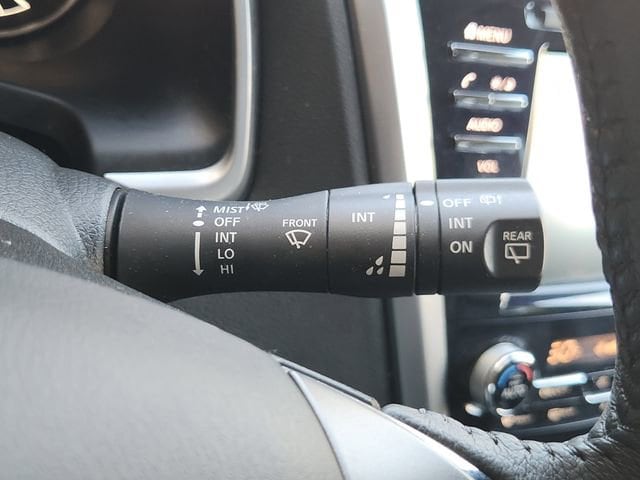 MENU
AUDIO
VOL
MIST
OFF
INT
LO
HI
FRONT
INT
OFF
INT
ON
REAR